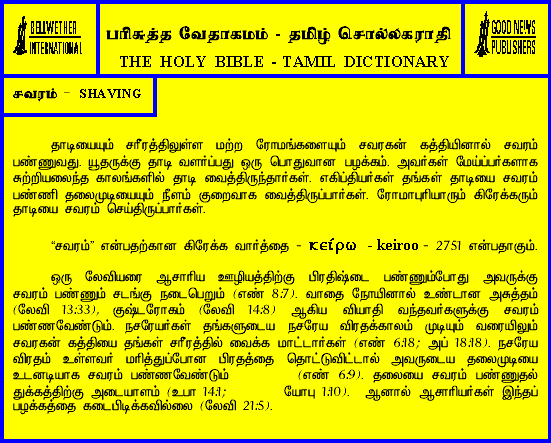 BELLWETHER
INTERNATIONAL
பரிசுத்த வேதாகமம் - தமிழ் சொல்லகராதி
THE HOLY BIBLE - TAMIL DICTIONARY
GOOD NEWS
PUBLISHERS
சவரம் - SHAVING
தாடியையும் சரீரத்திலுள்ள மற்ற ரோமங்களையும் சவரகன் கத்தியினால் சவரம்
பண்ணுவது. யூதருக்கு தாடி வளர்ப்பது ஒரு பொதுவான பழக்கம். அவர்கள் மேய்ப்பர்களாக
சுற்றியலைந்த காலங்களில் தாடி வைத்திருந்தார்கள். எகிப்தியர்கள் தங்கள் தாடியை சவரம்
பண்ணி தலைமுடியையும் நீளம் குறைவாக வைத்திருப்பார்கள். ரோமாபுரியாரும் கிரேக்கரும்
தாடியை சவரம் செய்திருப்பார்கள்.
"சவரம்" என்பதற்கான கிரேக்க வார்த்தை - κείρω - keiroo - 2751 என்பதாகும்.
ஒரு லேவியரை ஆசாரிய ஊழியத்திற்கு பிரதிஷ்டை பண்ணும்போது அவருக்கு
சவரம் பண்ணும் சடங்கு நடைபெறும் (எண் 8:7). வாதை நோயினால் உண்டான அசுத்தம்
(லேவி 13:33), குஷ்டரோகம் (லேவி 14:8) ஆகிய வியாதி வந்தவர்களுக்கு சவரம்
பண்ணவேண்டும். நசரேயர்கள் தங்களுடைய நசரேய விரதக்காலம் முடியும் வரையிலும்
சவரகன் கத்தியை தங்கள் சரீரத்தில் வைக்க மாட்டார்கள் (எண் 6:18; அப் 18:18). நசரேய
விரதம் உள்ளவர் மரித்துப்போன பிரதத்தை தொட்டுவிட்டால் அவருடைய தலைமுடியை
உடனடியாக சவரம் பண்ணவேண்டும் (எண் 6:9). தலையை சவரம் பண்ணுதல்
துக்கத்திற்கு அடையாளம் (உபா 14:1; யோபு 1:10). ஆனால் ஆசாரியர்கள் இந்தப்
பழக்கத்தை கடைபிடிக்கவில்லை (லேவி 21:5).